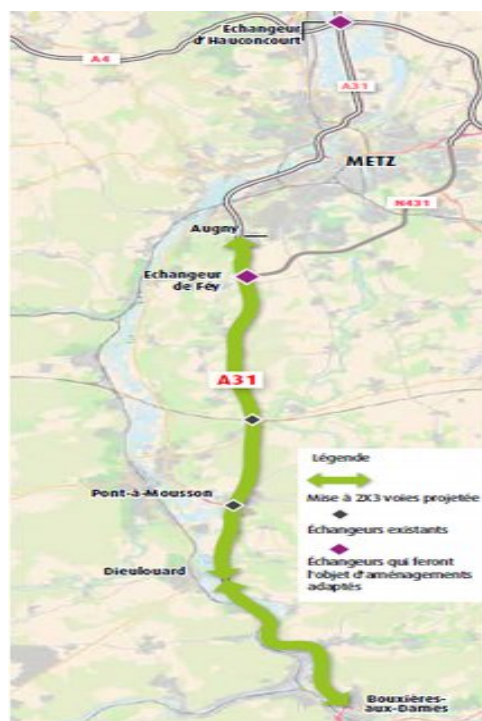 Echangeur
d'Hauconcourt
A4
A31
METZ
N431
Augny
Echangeur
de Féy
A31
Légende
Mise à 2X3 voies projetée
Pont-à-Mousson
Échangeurs existants
Dieulouard
Échangeurs qui feront
l'objet d'aménagements
adaptés
Bouxières-
aux-Dames